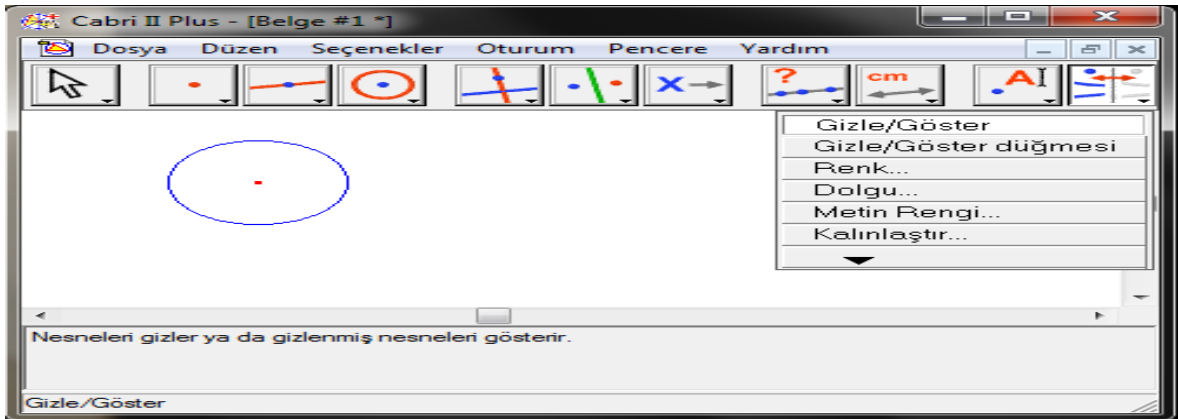 Cabri II Plus - [Belge #1 *]
Dosya Düzen Seçenekler Oturum Pencere Yardım
X ? cm A
Gizle/Göster
Gizle/Göster düğmesi
Renk...
Dolgu...
Metin Rengi...
Kalınlaştır...
Nesneleri gizler ya da gizlenmiş nesneleri gösterir.
Gizle/Göster